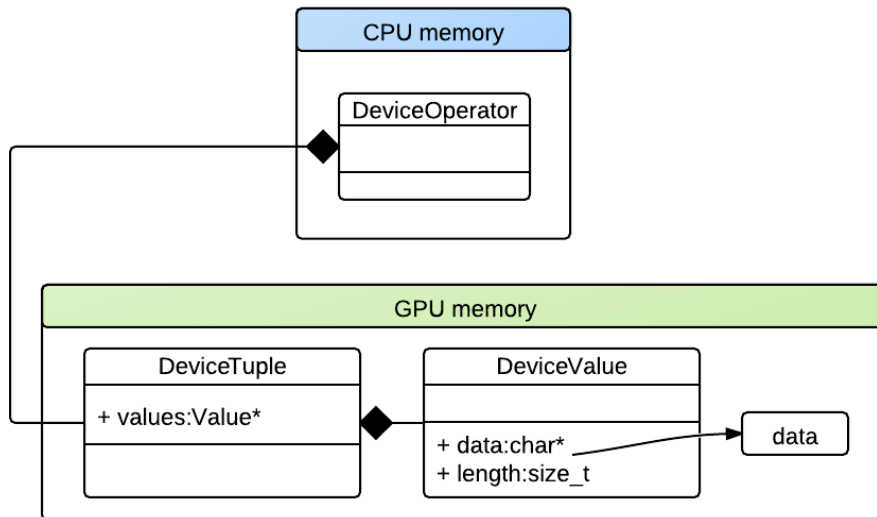 CPU memory
DeviceOperator
GPU memory
DeviceTuple
+ values:Value*
DeviceValue
+ data:char*
+ length:size_t
data